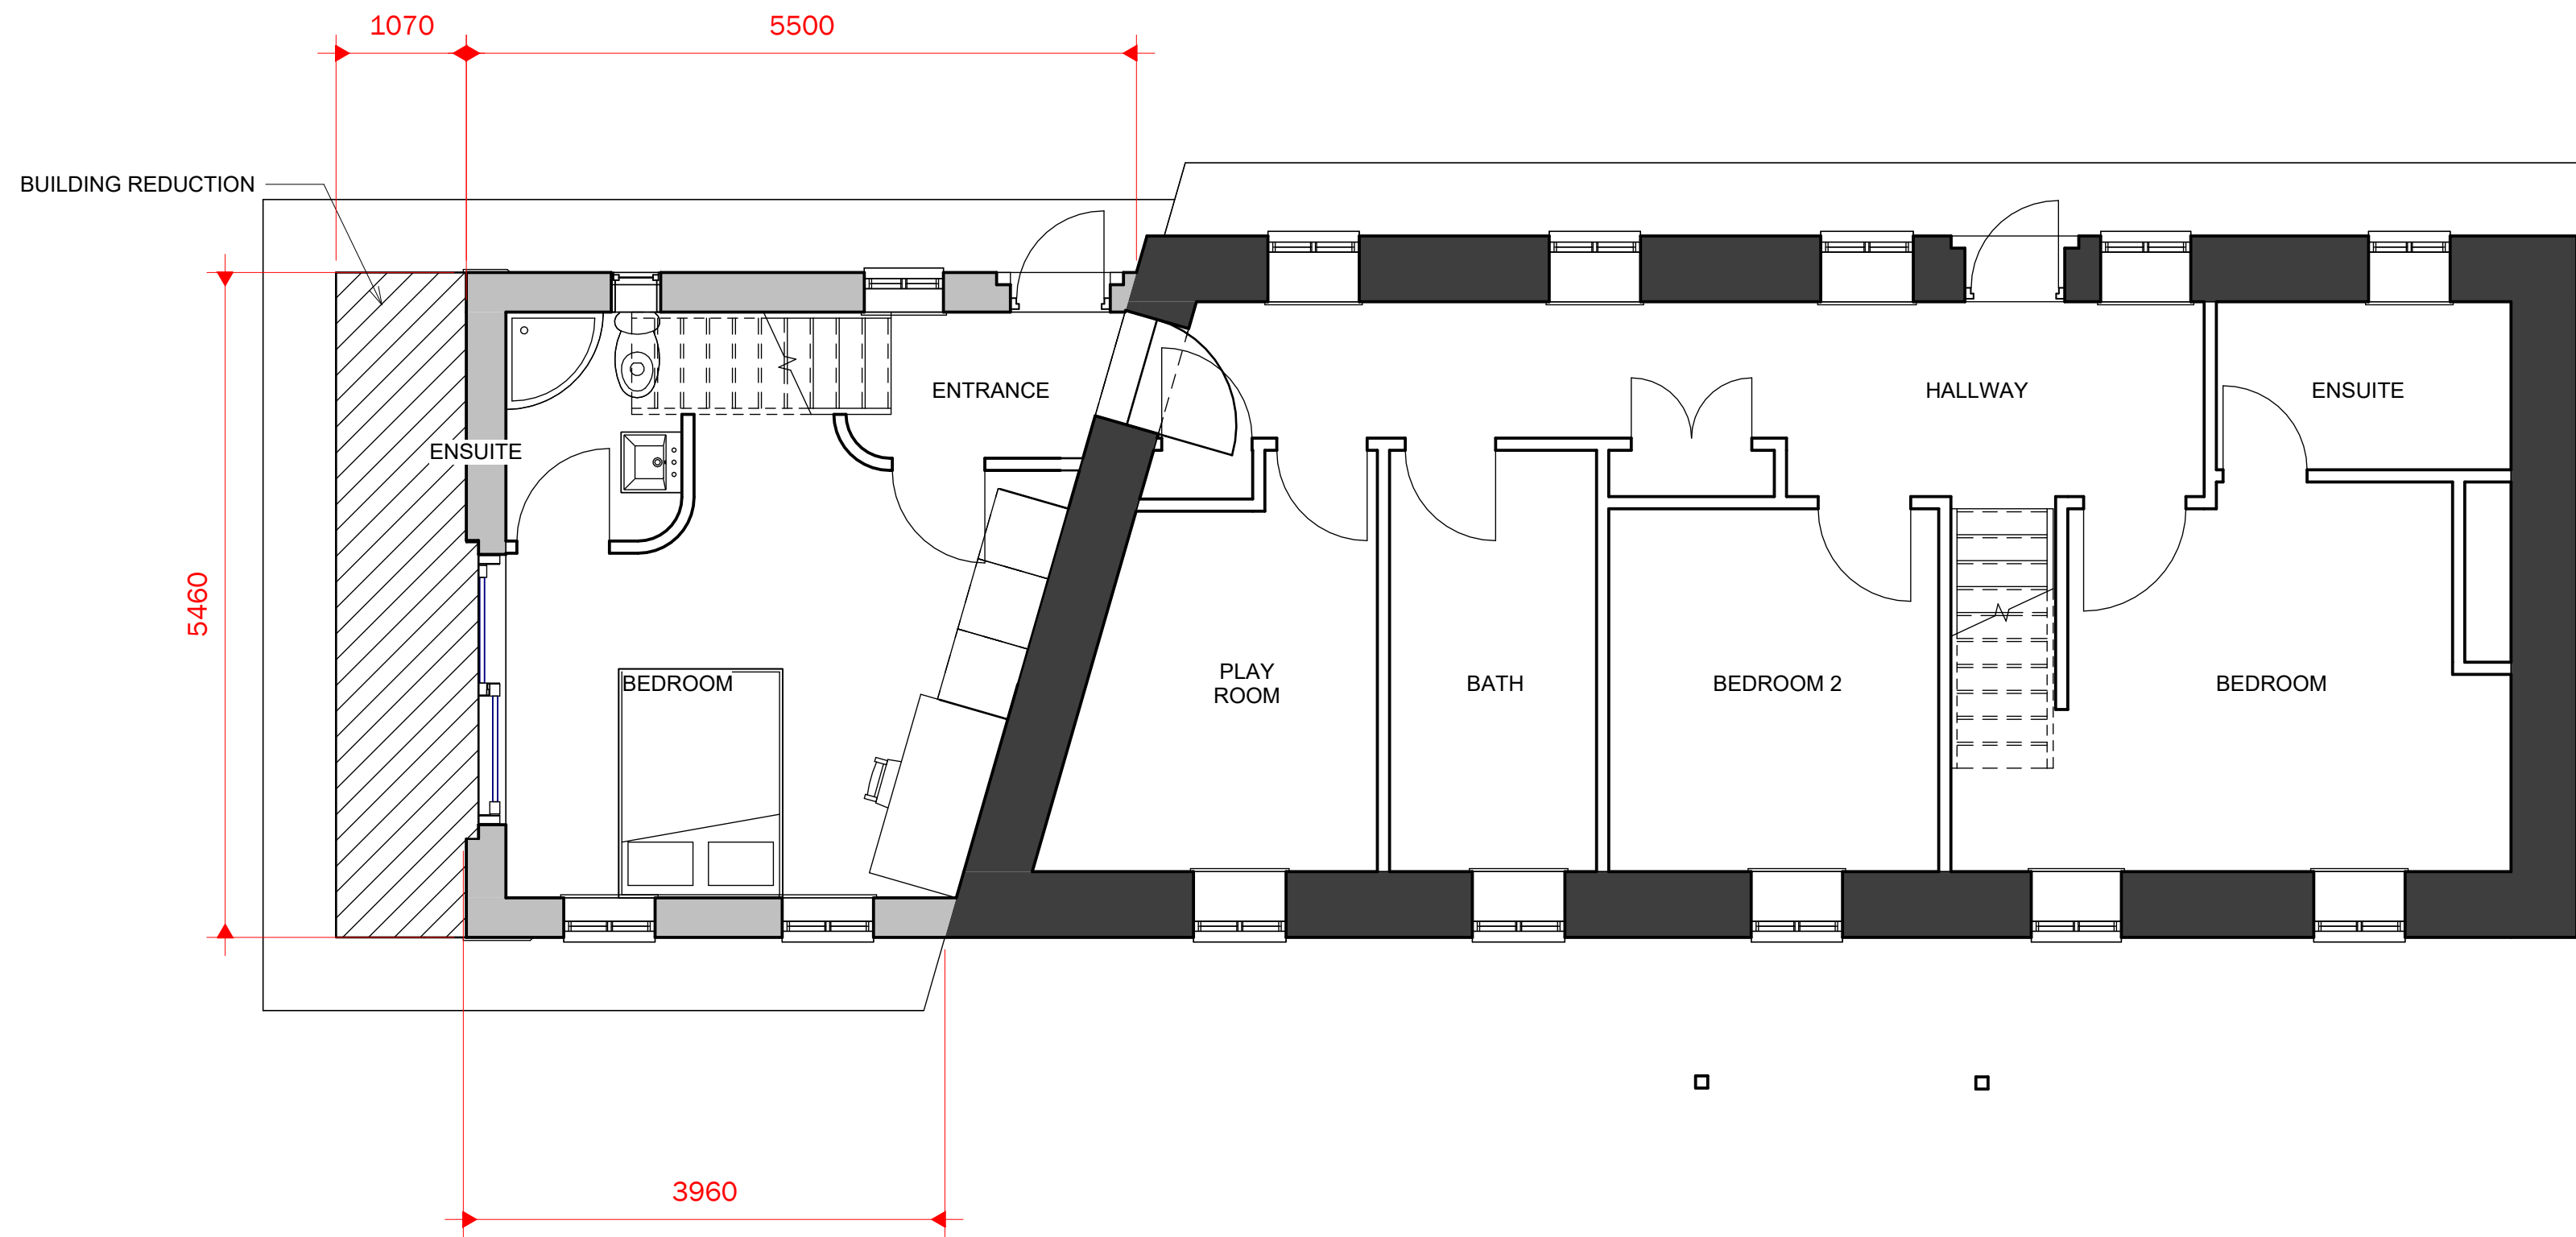 1070
5500
BUILDING REDUCTION
ENTRANCE
HALLWAY
ENSUITE
ENSUITE
5460
BEDROOM
PLAY
ROOM
BATH
BEDROOM 2
BEDROOM
3960